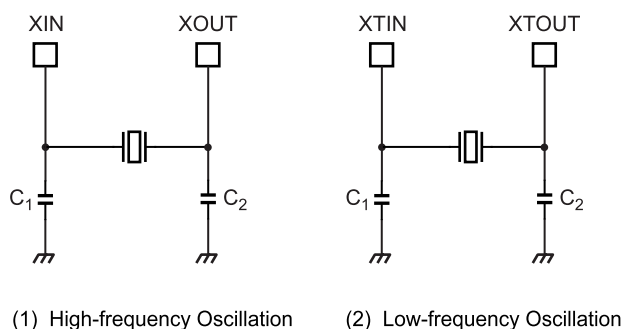 XIN XOUT XTIN XTOUT
C1 C2 C1 C2
(1) High-frequency Oscillation (2) Low-frequency Oscillation